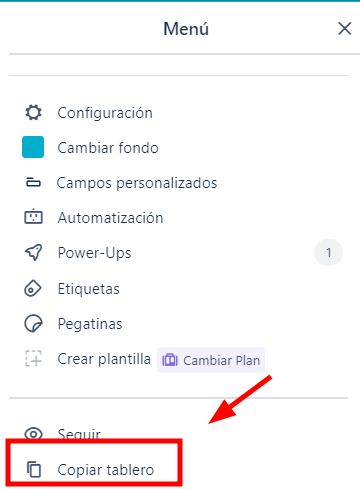 Menú
Configuración
Cambiar fondo
Campos personalizados
Automatización
Power-Ups 1
Etiquetas
Pegatinas
Crear plantilla Cambiar Plan
Seguir
Copiar tablero